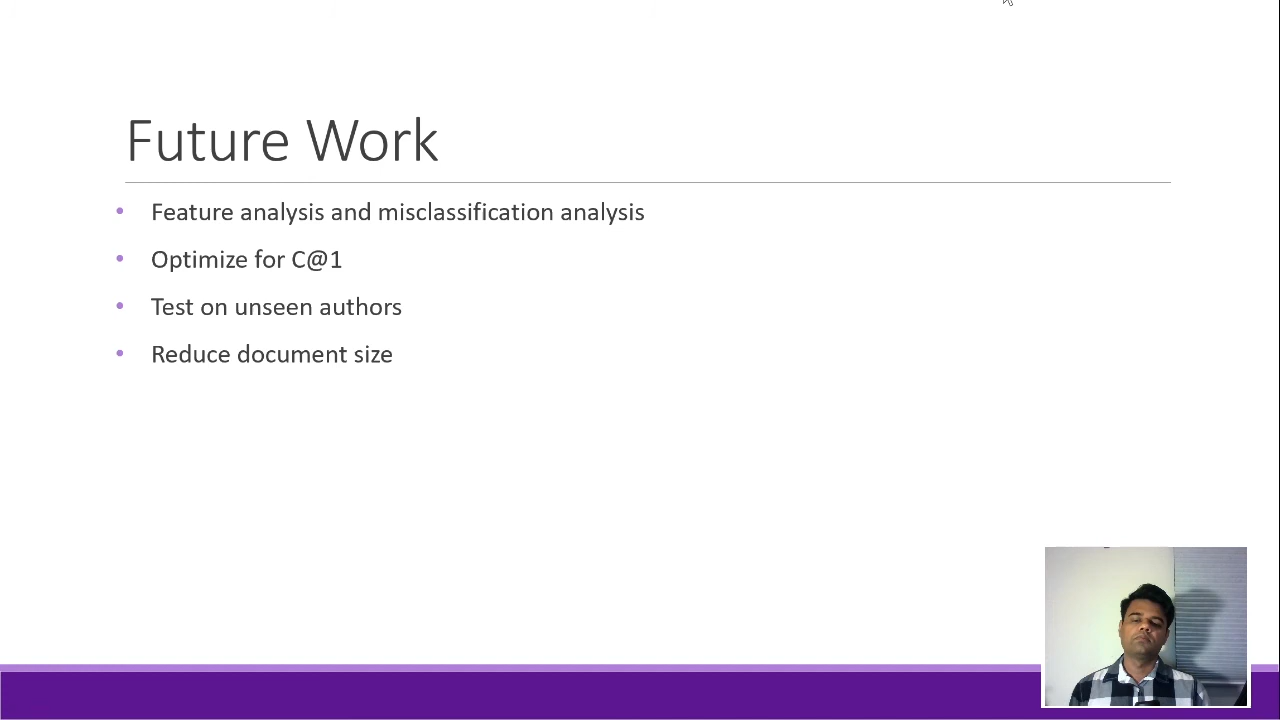 Future Work
• Feature analysis and misclassification analysis
• Optimize for C@1
• Test on unseen authors
• Reduce document size